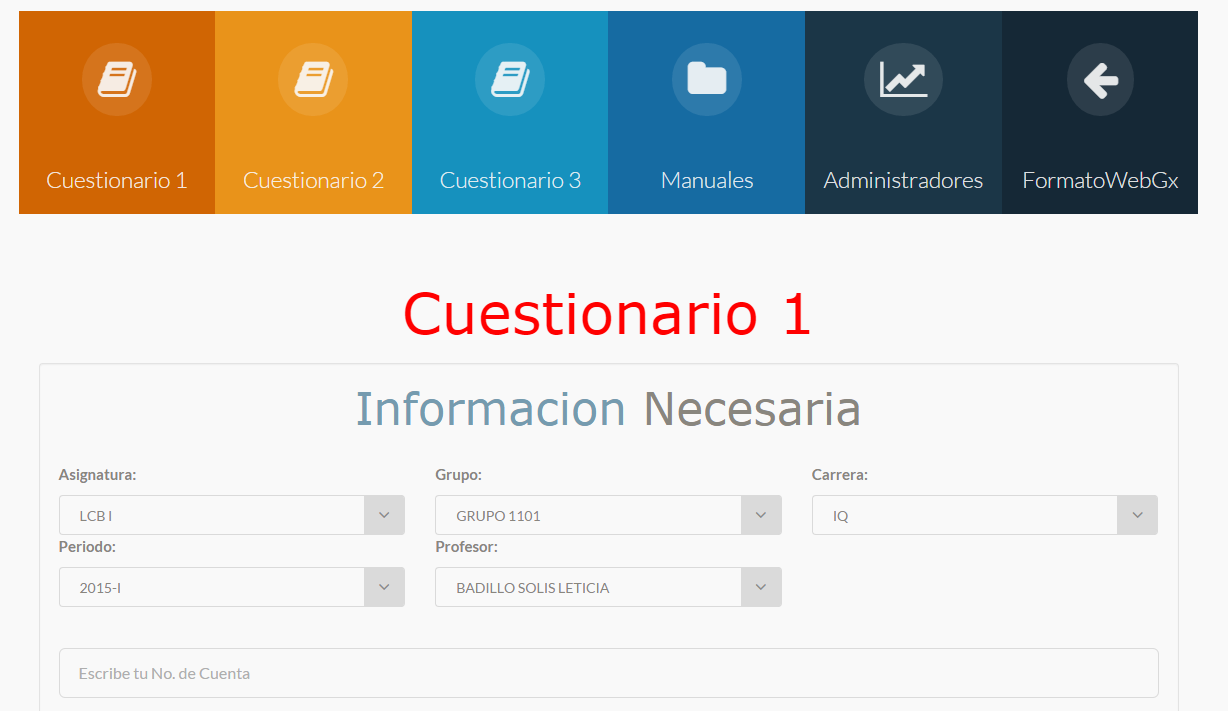 Cuestionario 1
Cuestionario 2
Cuestionario 3
Manuales
Administradores
FormatoWebGx
Cuestionario 1
Informacion Necesaria
Asignatura:
Grupo:
Carrera:
LCB I
GRUPO 1101
IQ
Periodo:
Profesor:
2015-I
BADILLO SOLIS LETICIA
Escribe tu No. de Cuenta